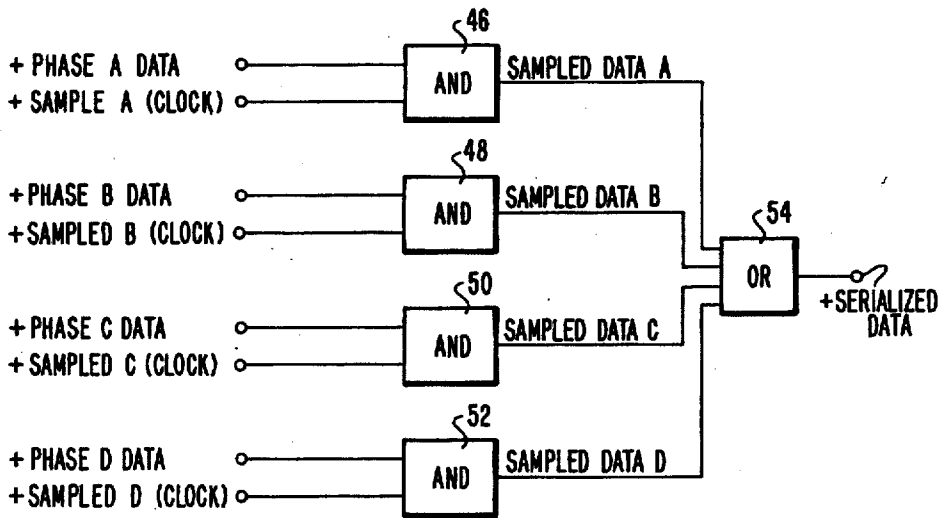 46
+ PHASE A DATA
+ SAMPLE A (CLOCK)
AND
SAMPLED DATA A
48
+ PHASE B DATA
+ SAMPLED B (CLOCK)
AND
SAMPLED DATA B
54
OR
+ SERIALIZED
DATA
50
+ PHASE C DATA
+ SAMPLED C (CLOCK)
AND
SAMPLED DATA C
52
+ PHASE D DATA
+ SAMPLED D (CLOCK)
AND
SAMPLED DATA D